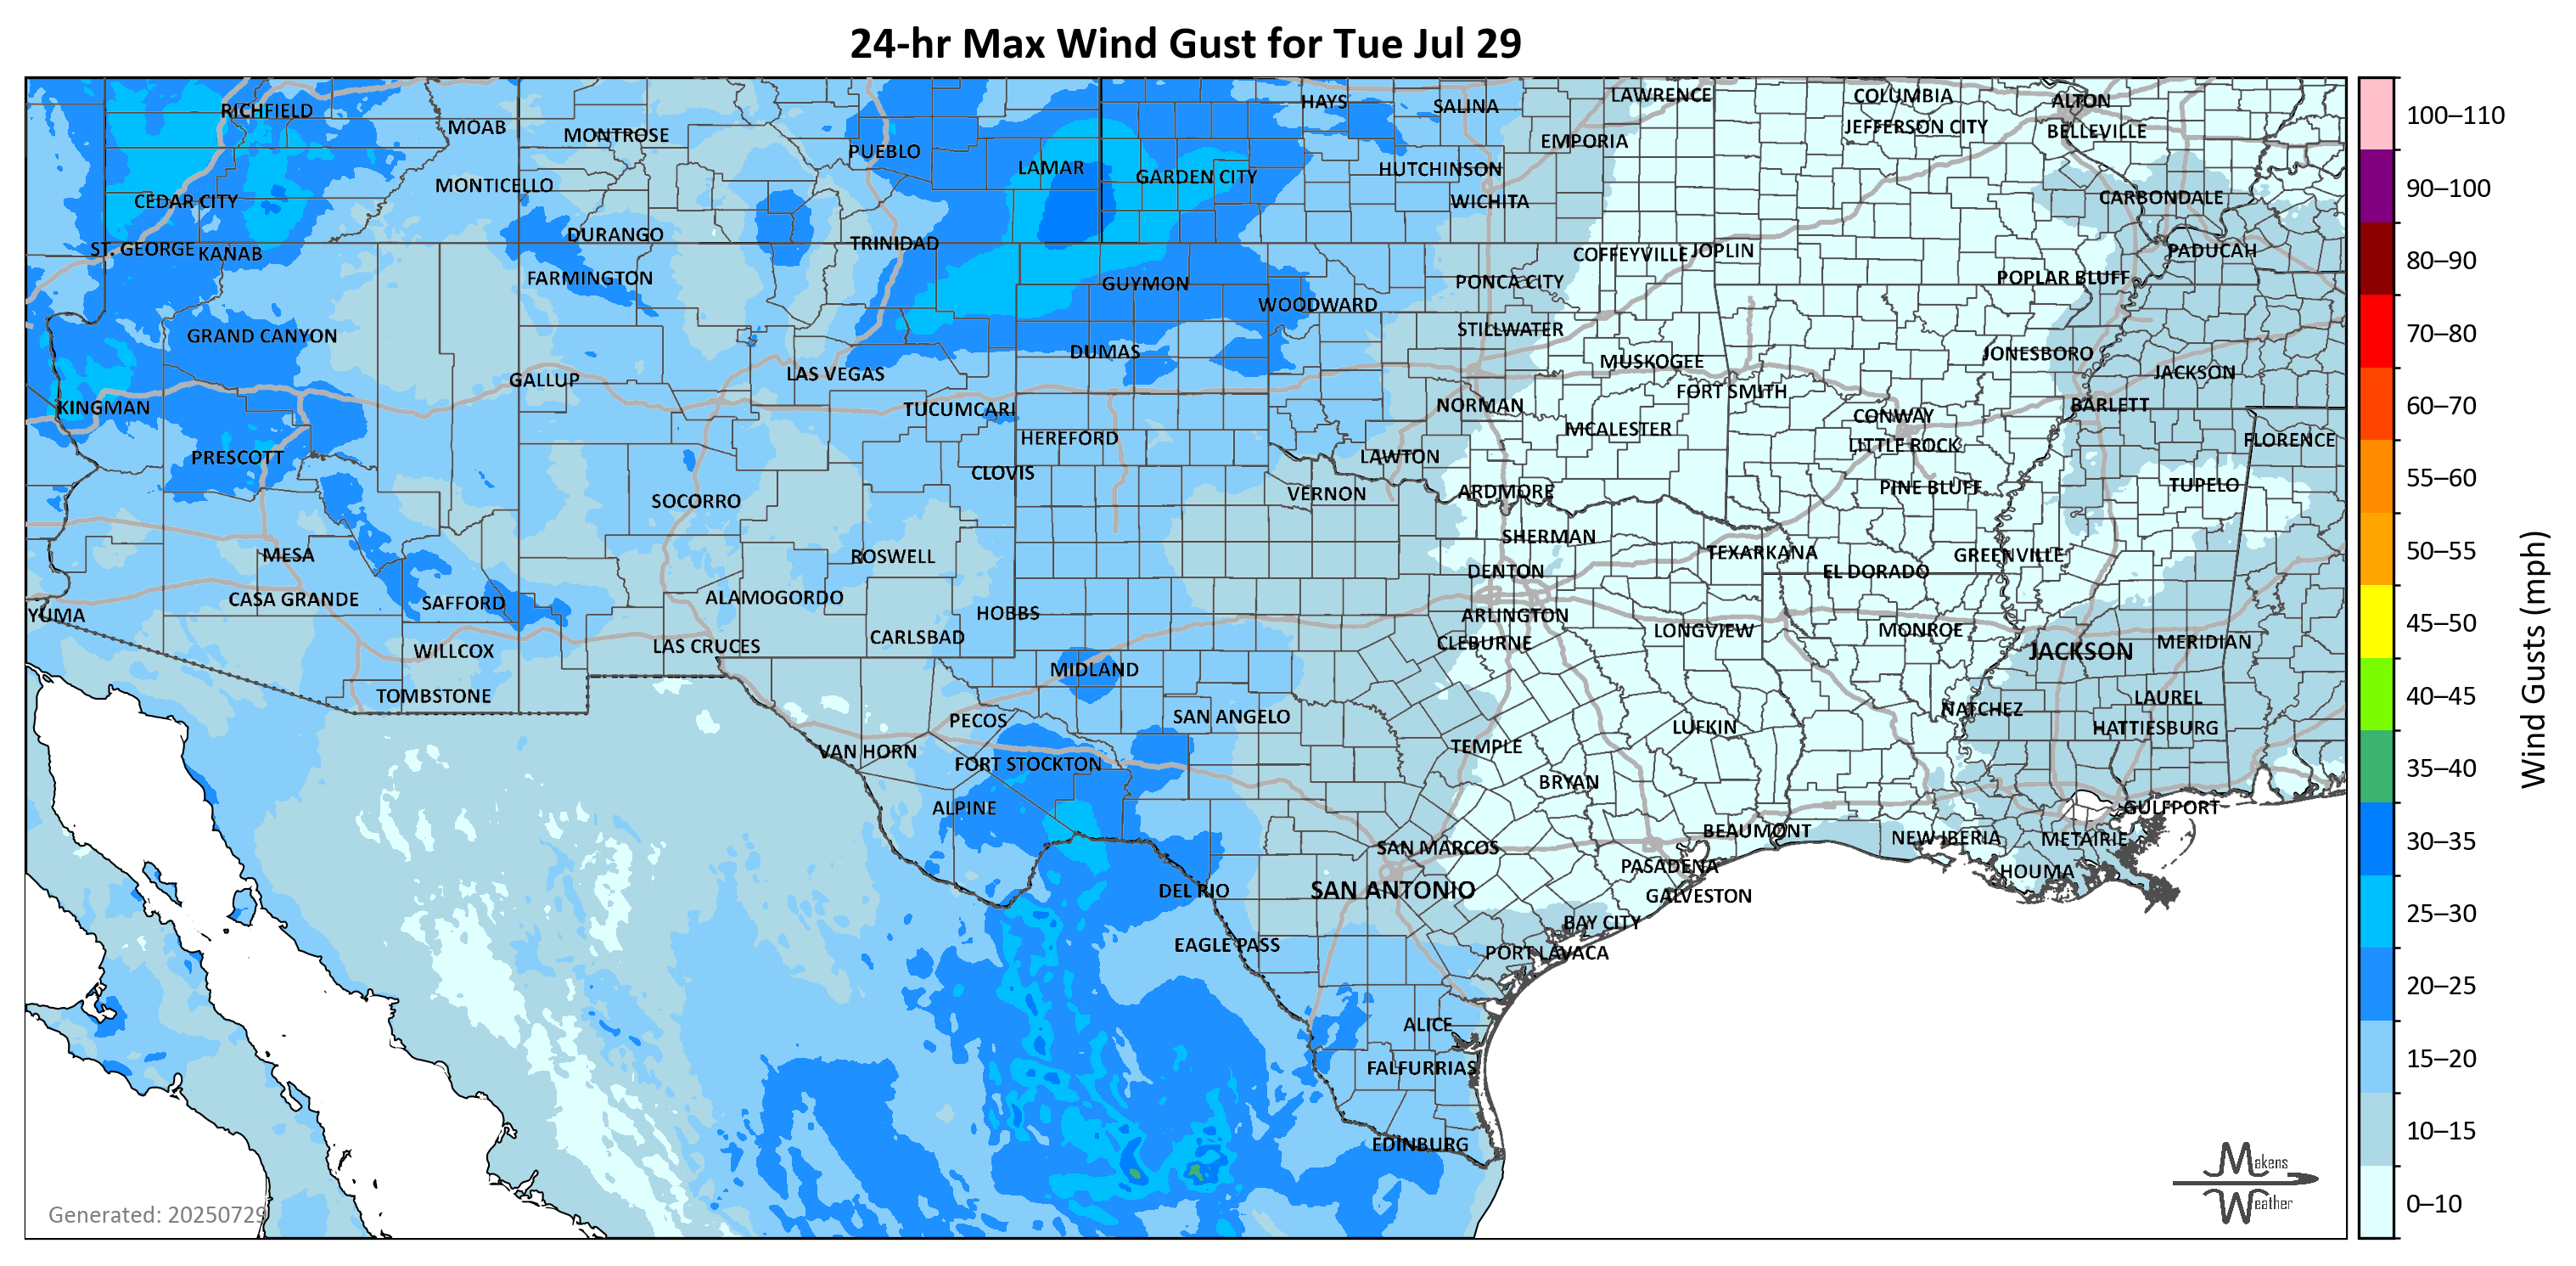 24-hr Max Wind Gust for Tue Jul 29
RICHFIELD
MOAB
MONTROSE
PUEBLO
LAMAR
GARDEN CITY
HAYS
SALINA
LAWRENCE
EMPORIA
COLUMBIA
JEFFERSON CITY
ALTON
BELLEVILLE
HUTCHINSON
WICHITA
CARBONDALE
MONTICELLO
CEDAR CITY
ST. GEORGE
KANAB
DURANGO
TRINIDAD
FARMINGTON
GUYMON
WOODWARD
PONCA CITY
COFFEYVILLE
JOPLIN
POPLAR BLUFF
PADUCAH
GRAND CANYON
DUMAS
STILLWATER
MUSKOGEE
JONESBORO
JACKSON
GALLUP
LAS VEGAS
KINGMAN
TUCUMCARI
NORMAN
FORT SMITH
CONWAY
BARLETT
HEREFORD
MCALESTER
LITTLE ROCK
FLORENCE
PRESCOTT
CLOVIS
LAWTON
SOCORRO
VERNON
ARDMORE
PINE BLUFF
TUPELO
MESA
ROSWELL
SHERMAN
TEXARKANA
GREENVILLE
DENTON
EL DORADO
YUMA
CASA GRANDE
SAFFORD
ALAMOGORDO
HOBBS
ARLINGTON
CLEBURNE
LONGVIEW
MONROE
JACKSON
MERIDIAN
WILLCOX
LAS CRUCES
CARLSBAD
MIDLAND
TOMBSTONE
PECOS
SAN ANGELO
NATCHEZ
LAUREL
HATTIESBURG
VAN HORN
FORT STOCKTON
TEMPLE
LUFKIN
BRYAN
ALPINE
GULFPORT
BEAUMONT
NEW IBERIA
METAIRIE
SAN MARCOS
PASADENA
HOUMA
DEL RIO
SAN ANTONIO
GALVESTON
BAY CITY
EAGLE PASS
PORT LAVACA
ALICE
FALFURRIAS
EDINBURG
Generated: 20250729
Makens
Weather
100–110
90–100
80–90
70–80
60–70
55–60
50–55
45–50
40–45
35–40
30–35
25–30
20–25
15–20
10–15
0–10
Wind Gusts (mph)